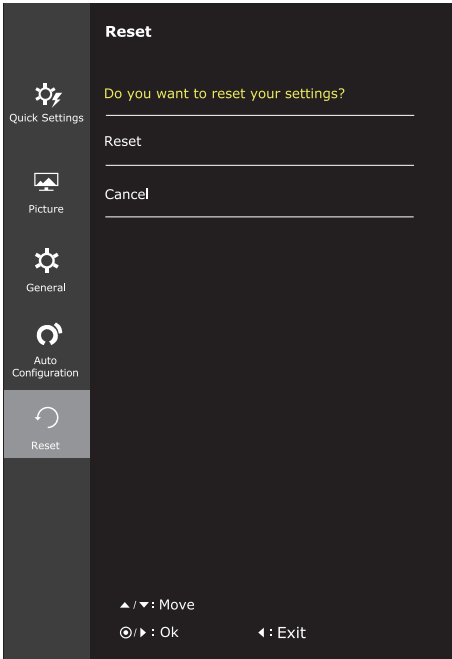 Reset
Do you want to reset your settings?
Reset
Cancel
Quick Settings
Picture
General
Auto
Configuration
Reset
▲/▼: Move
◉/▶: Ok ◀: Exit